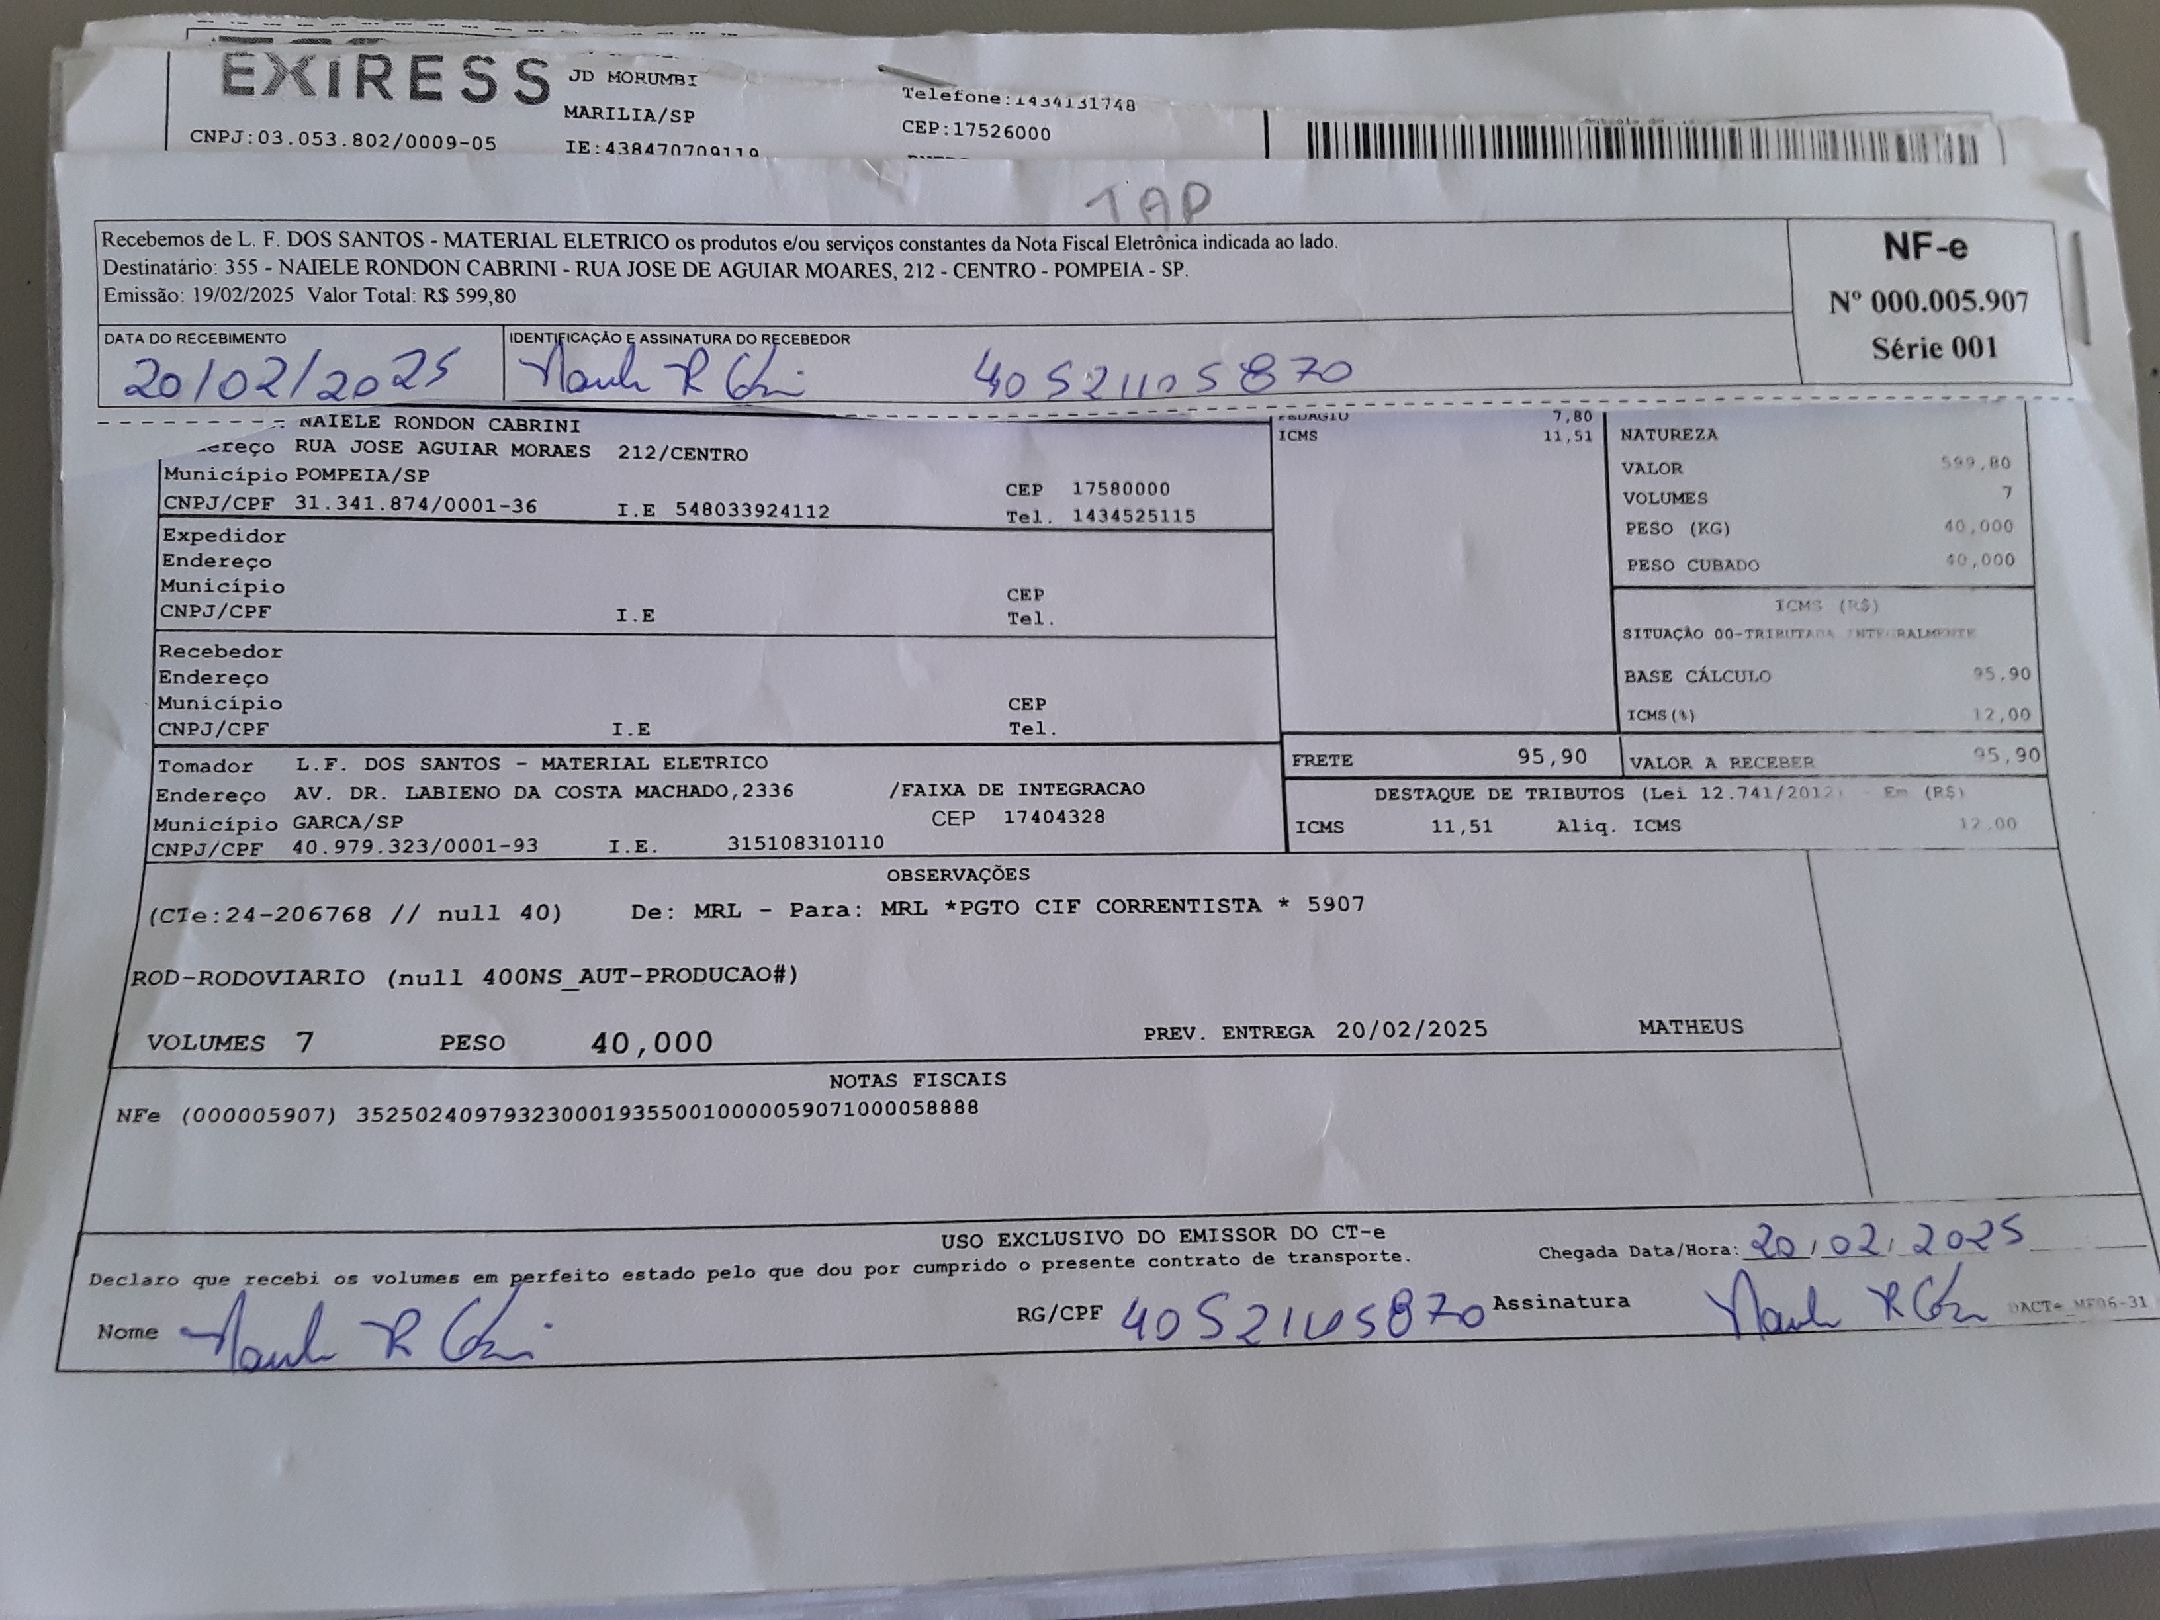 EXPRESS
JD MORUMBI
MARILIA/SP
Telefone:1434131748
CEP:17526000
CNPJ:03.053.802/0009-05
IE:438470709119
TAP
Recebemos de L. F. DOS SANTOS - MATERIAL ELETRICO os produtos e/ou serviços constantes da Nota Fiscal Eletrônica indicada ao lado.
Destinatário: 355 - NAIELE RONDON CABRINI - RUA JOSE DE AGUIAR MOARES, 212 - CENTRO - POMPEIA - SP.
Emissão: 19/02/2025 Valor Total: R$ 599,80
NF-e
Nº 000.005.907
Série 001
DATA DO RECEBIMENTO
20/02/2025
IDENTIFICAÇÃO E ASSINATURA DO RECEBEDOR
40521105870
NAIELE RONDON CABRINI
ereço RUA JOSE AGUIAR MORAES 212/CENTRO
Município POMPEIA/SP
CEP 17580000
CNPJ/CPF 31.341.874/0001-36 I.E 548033924112 Tel. 1434525115
PEDAGIO 7,80
ICMS 11,51
NATUREZA
VALOR 599,80
VOLUMES 7
PESO (KG) 40,000
PESO CUBADO 40,000
Expedidor
Endereço
Município CEP
CNPJ/CPF I.E Tel.
ICMS (R$)
SITUAÇÃO 00-TRIBUTADA INTEGRALMENTE
BASE CÁLCULO 95,90
ICMS(%) 12,00
Recebedor
Endereço
Município CEP
CNPJ/CPF I.E Tel.
FRETE 95,90
VALOR A RECEBER 95,90
Tomador L.F. DOS SANTOS - MATERIAL ELETRICO
Endereço AV. DR. LABIENO DA COSTA MACHADO,2336 /FAIXA DE INTEGRACAO
Município GARCA/SP CEP 17404328
CNPJ/CPF 40.979.323/0001-93 I.E. 315108310110
DESTAQUE DE TRIBUTOS (Lei 12.741/2012) - Em (R$)
ICMS 11,51 Aliq. ICMS 12.00
OBSERVAÇÕES
(CTe:24-206768 // null 40) De: MRL - Para: MRL *PGTO CIF CORRENTISTA * 5907
ROD-RODOVIARIO (null 400NS_AUT-PRODUCAO#)
VOLUMES 7 PESO 40,000 PREV. ENTREGA 20/02/2025 MATHEUS
NOTAS FISCAIS
NFe (000005907) 35250240979323000193550010000059071000058888
USO EXCLUSIVO DO EMISSOR DO CT-e
Declaro que recebi os volumes em perfeito estado pelo que dou por cumprido o presente contrato de transporte.
Chegada Data/Hora: 20/02/2025
Nome
RG/CPF 40521105870
Assinatura
DACTe_MF06-31